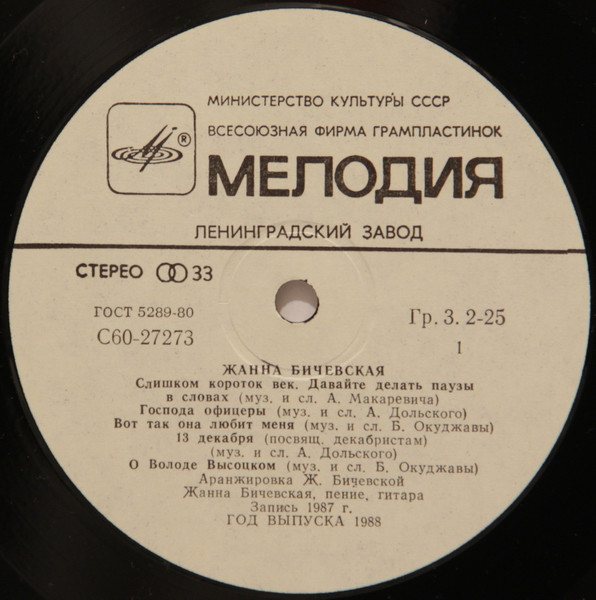 МИНИСТЕРСТВО КУЛЬТУРЫ СССР
®
ВСЕСОЮЗНАЯ ФИРМА ГРАМПЛАСТИНОК
МЕЛОДИЯ
ЛЕНИНГРАДСКИЙ ЗАВОД
СТЕРЕО 33
ГОСТ 5289-80
Гр. 3. 2-25
С60-27273
I
ЖАННА БИЧЕВСКАЯ
Слишком короток век. Давайте делать паузы
в словах (муз. и сл. А. Макаревича)
Господа офицеры (муз. и сл. А. Дольского)
Вот так она любит меня (муз. и сл. Б. Окуджавы)
13 декабря (посвящ. декабристам)
(муз. и сл. А. Дольского)
О Володе Высоцком (муз. и сл. Б. Окуджавы)
Аранжировка Ж. Бичевской
Жанна Бичевская, пение, гитара
Запись 1987 г.
ГОД ВЫПУСКА 1988